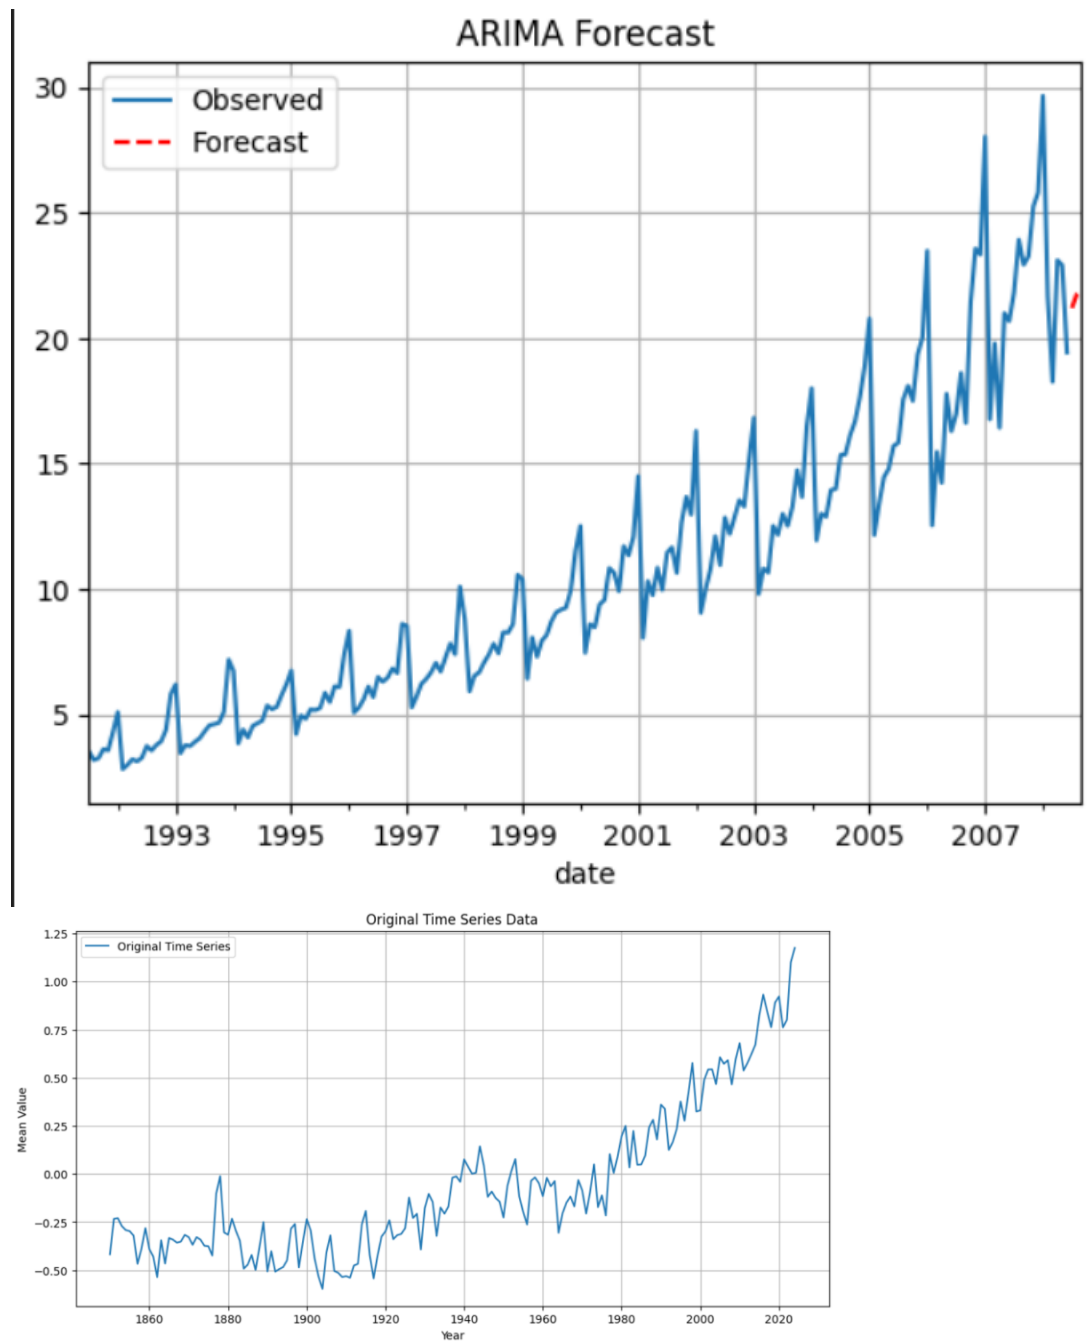 ARIMA Forecast
30
Observed
Forecast
25
20
15
10
5
1993 1995 1997 1999 2001 2003 2005 2007
date
Original Time Series Data
1.25
Original Time Series
1.00
0.75
0.50
Mean Value
0.25
0.00
−0.25
−0.50
1860 1880 1900 1920 1940 1960 1980 2000 2020
Year